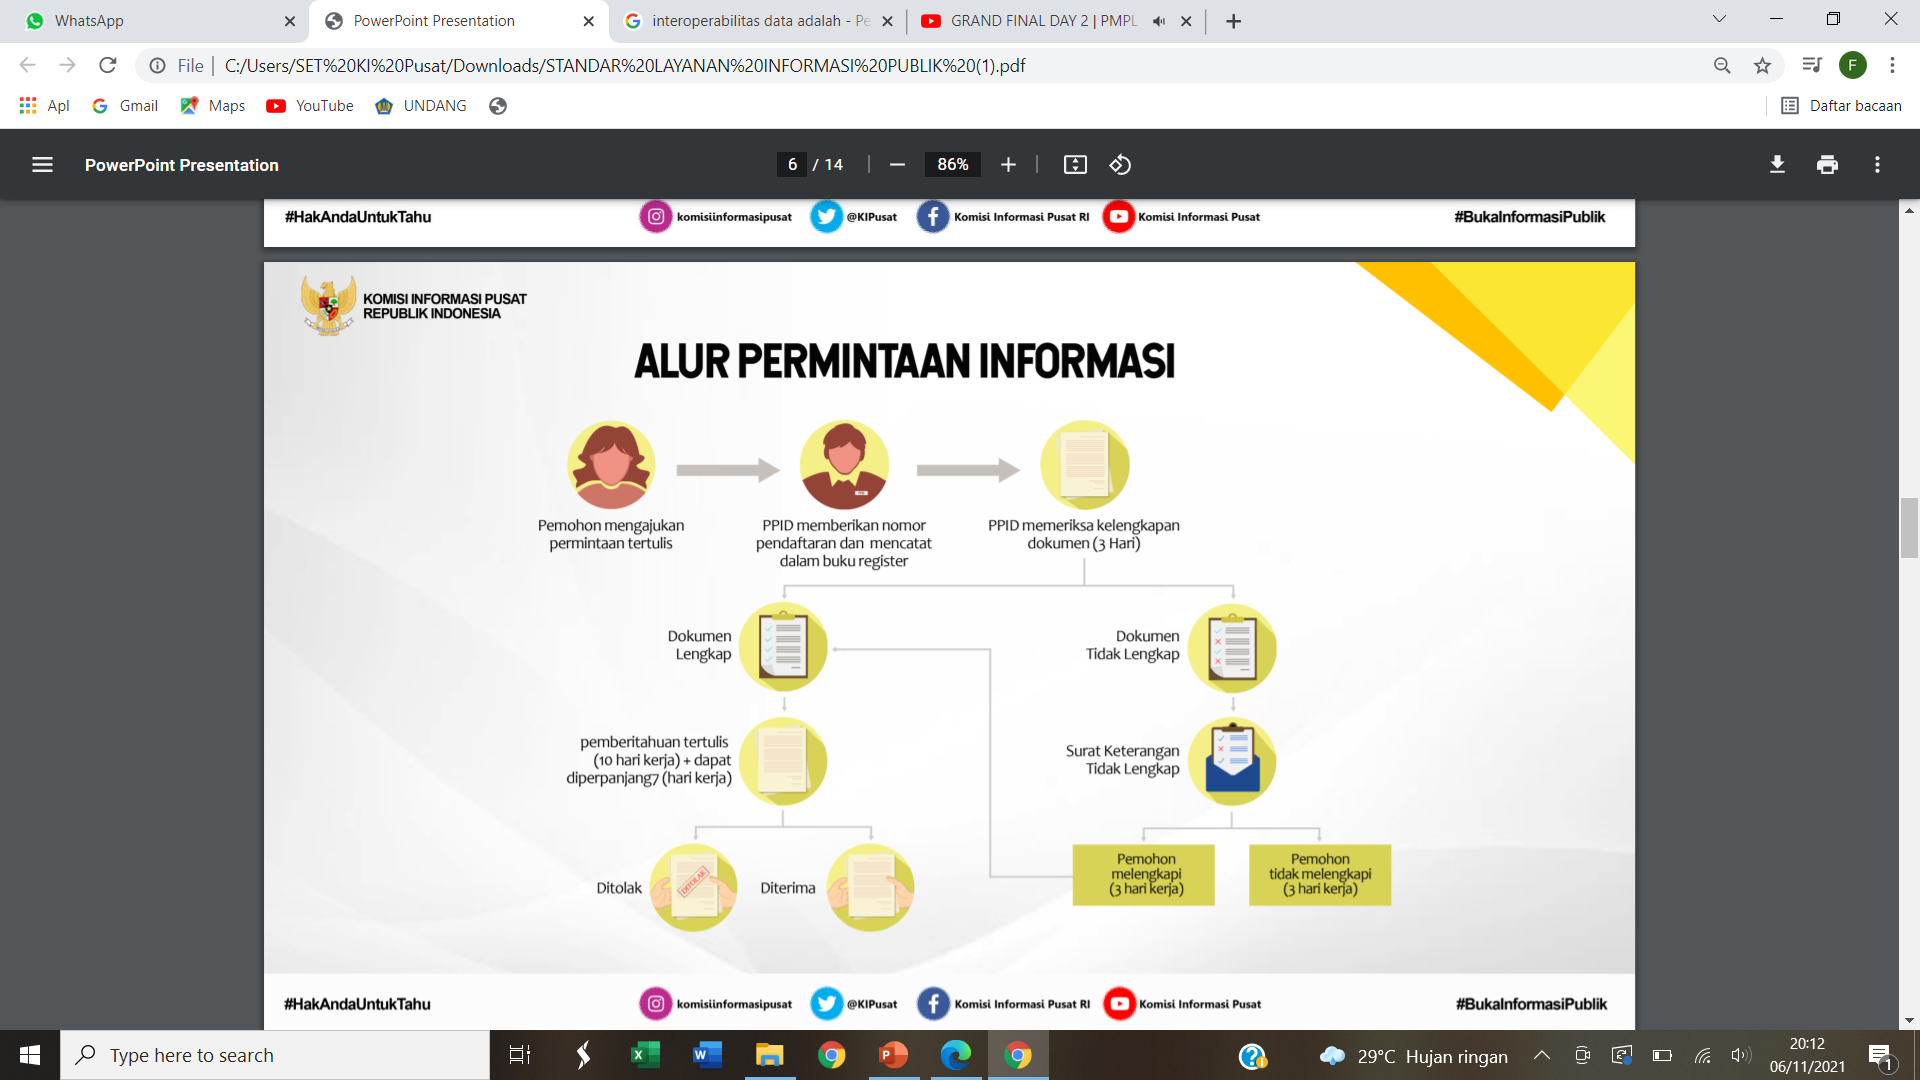 WhatsApp
PowerPoint Presentation
interoperabilitas data adalah - Pe
GRAND FINAL DAY 2 | PMPL
File
C:/Users/SET%20KI%20Pusat/Downloads/STANDAR%20LAYANAN%20INFORMASI%20PUBLIK%20(1).pdf
F
Apl
Gmail
Maps
YouTube
UNDANG
Daftar bacaan
PowerPoint Presentation
6 / 14
86%
#HakAndaUntukTahu
komisiinformasipusat
@KIPusat
Komisi Informasi Pusat RI
Komisi Informasi Pusat
#BukaInformasiPublik
KOMISI INFORMASI PUSAT
REPUBLIK INDONESIA
ALUR PERMINTAAN INFORMASI
Pemohon mengajukan
permintaan tertulis
PPID memberikan nomor
pendaftaran dan mencatat
dalam buku register
PPID memeriksa kelengkapan
dokumen (3 Hari)
Dokumen
Lengkap
Dokumen
Tidak Lengkap
pemberitahuan tertulis
(10 hari kerja) + dapat
diperpanjang7 (hari kerja)
Surat Keterangan
Tidak Lengkap
Ditolak
DITOLAK
Diterima
Pemohon
melengkapi
(3 hari kerja)
Pemohon
tidak melengkapi
(3 hari kerja)
#HakAndaUntukTahu
komisiinformasipusat
@KIPusat
Komisi Informasi Pusat RI
Komisi Informasi Pusat
#BukaInformasiPublik
Type here to search
29°C Hujan ringan
20:12
06/11/2021
1